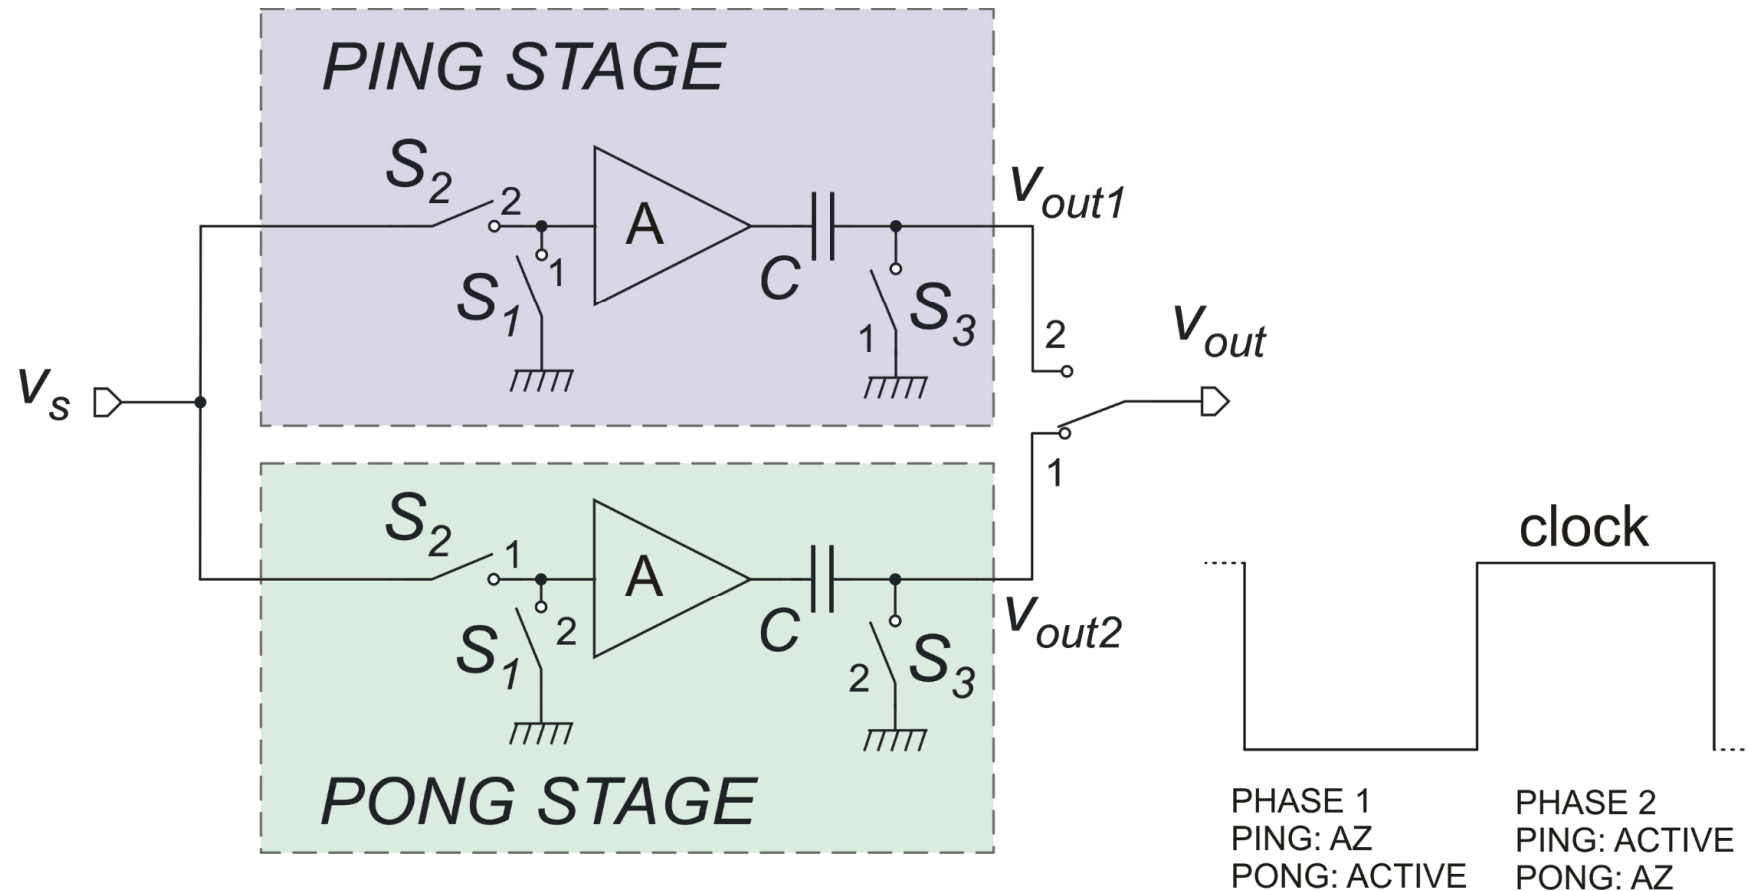 PING STAGE
S2
2
A
C
S1
1
1
S3
vout1
2
vout
vs
1
PONG STAGE
S2
1
A
C
S1
2
2
S3
vout2
clock
PHASE 1
PING: AZ
PONG: ACTIVE
PHASE 2
PING: ACTIVE
PONG: AZ